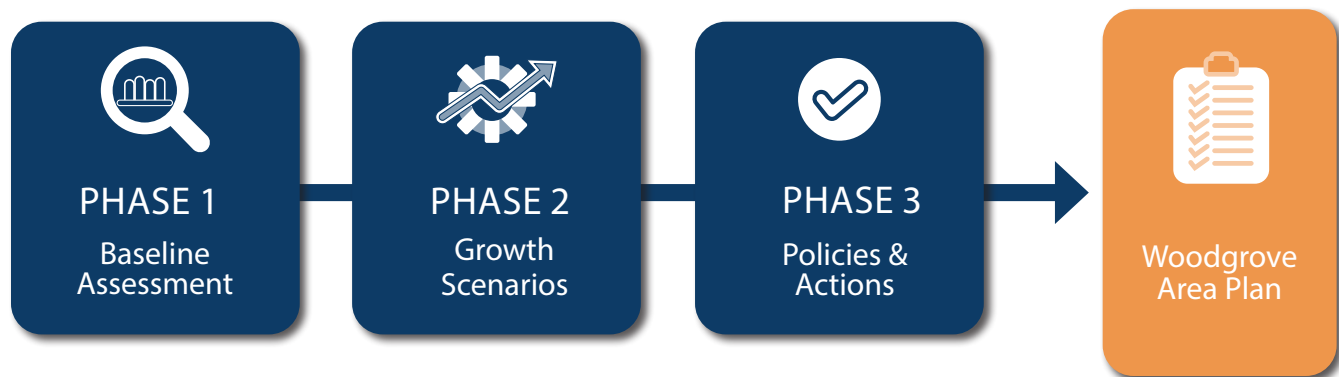 PHASE 1
Baseline
Assessment
PHASE 2
Growth
Scenarios
PHASE 3
Policies &
Actions
Woodgrove
Area Plan